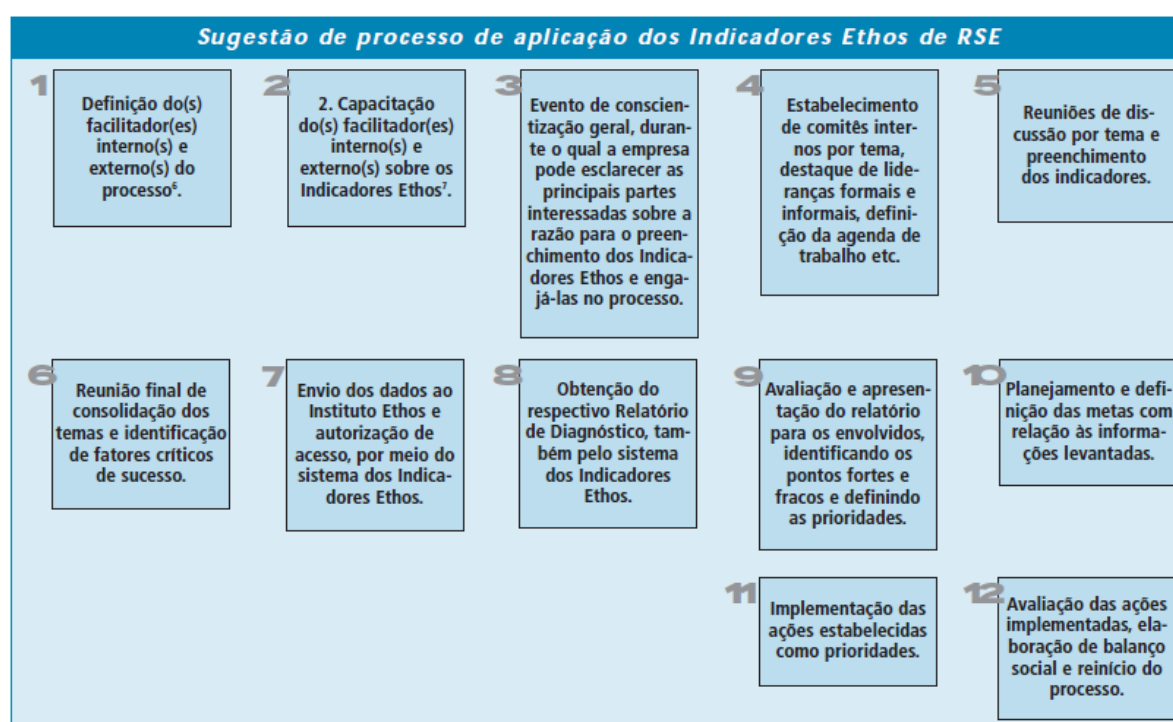 Sugestão de processo de aplicação dos Indicadores Ethos de RSE
1
Definição do(s)
facilitador(es)
interno(s) e
externo(s) do
processo⁶.
2
2. Capacitação
do(s) facilitador(es)
interno(s) e
externo(s) sobre os
Indicadores Ethos⁷.
3
Evento de conscien-
tização geral, duran-
te o qual a empresa
pode esclarecer as
principais partes
interessadas sobre a
razão para o preen-
chimento dos Indica-
dores Ethos e enga-
já-las no processo.
4
Estabelecimento
de comitês inter-
nos por tema,
destaque de lide-
ranças formais e
informais, defini-
ção da agenda de
trabalho etc.
5
Reuniões de dis-
cussão por tema e
preenchimento
dos indicadores.
6
Reunião final de
consolidação dos
temas e identificação
de fatores críticos
de sucesso.
7
Envio dos dados ao
Instituto Ethos e
autorização de
acesso, por meio do
sistema dos Indica-
dores Ethos.
8
Obtenção do
respectivo Relatório
de Diagnóstico, tam-
bém pelo sistema
dos Indicadores
Ethos.
9
Avaliação e apresen-
tação do relatório
para os envolvidos,
identificando os
pontos fortes e
fracos e definindo
as prioridades.
10
Planejamento e defi-
nição das metas com
relação às informa-
ções levantadas.
11
Implementação das
ações estabelecidas
como prioridades.
12
Avaliação das ações
implementadas, ela-
boração de balanço
social e reinício do
processo.